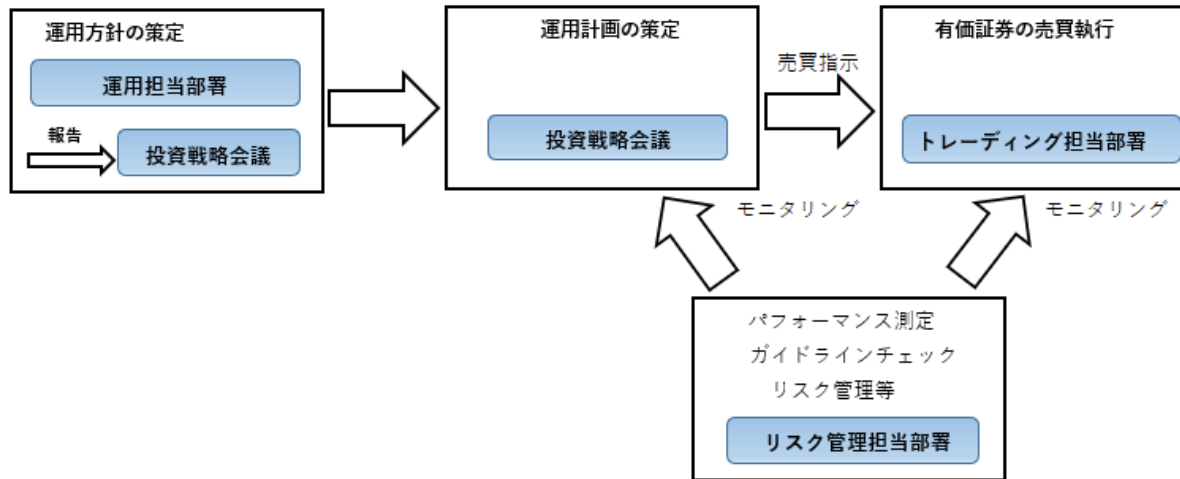 運用方針の策定
運用担当部署
報告
投資戦略会議
運用計画の策定
投資戦略会議
売買指示
有価証券の売買執行
トレーディング担当部署
モニタリング
モニタリング
パフォーマンス測定
ガイドラインチェック
リスク管理等
リスク管理担当部署